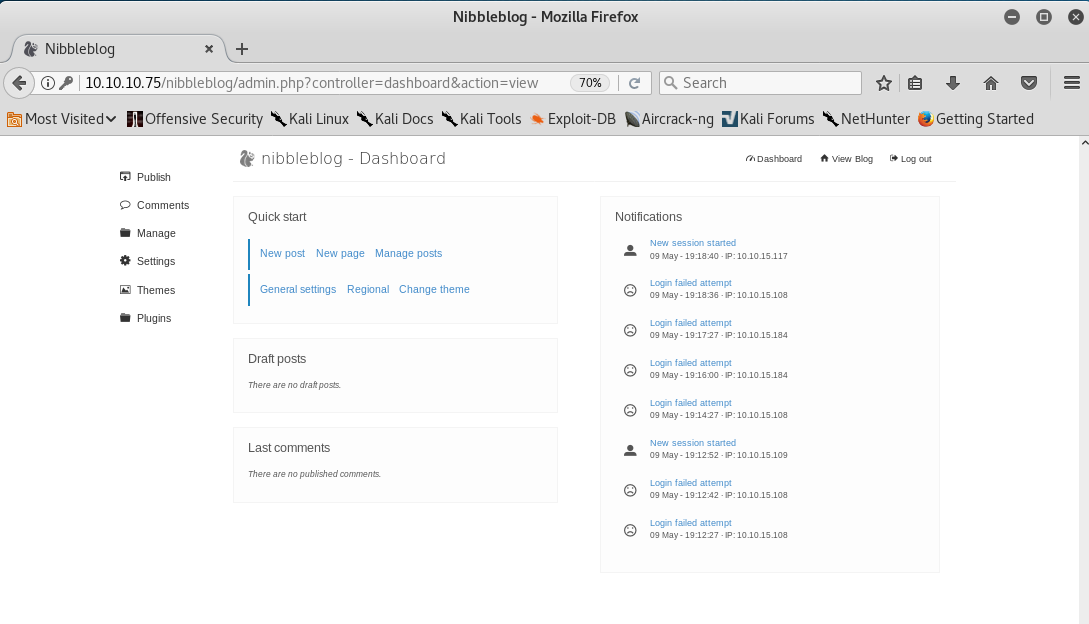 Nibbleblog - Mozilla Firefox
Nibbleblog
10.10.10.75/nibbleblog/admin.php?controller=dashboard&action=view 70% Search
Most Visited Offensive Security Kali Linux Kali Docs Kali Tools Exploit-DB Aircrack-ng Kali Forums NetHunter Getting Started
nibbleblog - Dashboard Dashboard View Blog Log out
Publish
Comments
Manage
Settings
Themes
Plugins
Quick start
New post New page Manage posts
General settings Regional Change theme
Draft posts
There are no draft posts.
Last comments
There are no published comments.
Notifications
New session started
09 May - 19:18:40 · IP: 10.10.15.117
Login failed attempt
09 May - 19:18:36 · IP: 10.10.15.108
Login failed attempt
09 May - 19:17:27 · IP: 10.10.15.184
Login failed attempt
09 May - 19:16:00 · IP: 10.10.15.184
Login failed attempt
09 May - 19:14:27 · IP: 10.10.15.108
New session started
09 May - 19:12:52 · IP: 10.10.15.109
Login failed attempt
09 May - 19:12:42 · IP: 10.10.15.108
Login failed attempt
09 May - 19:12:27 · IP: 10.10.15.108